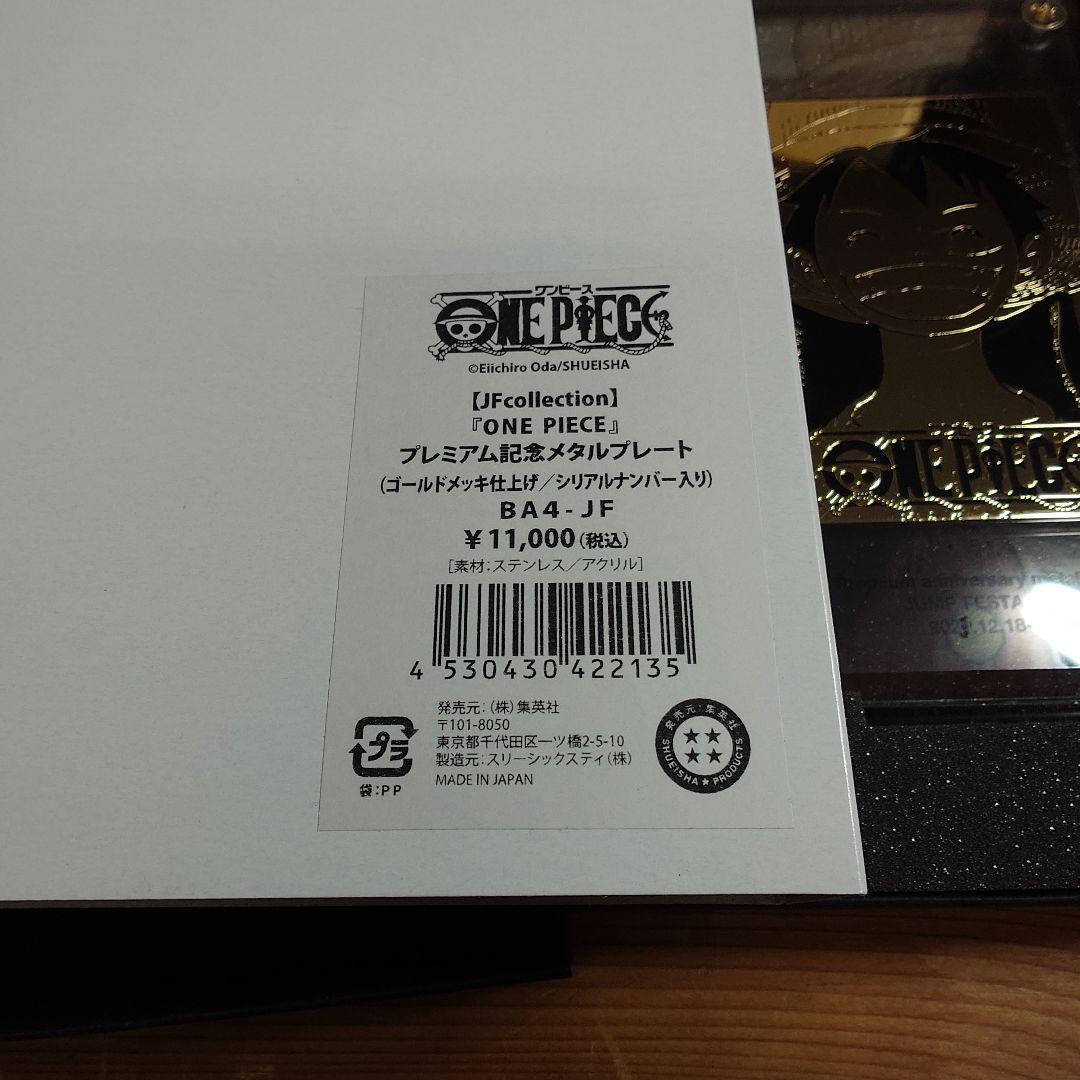 ワンピース
ONE PIECE
©Eiichiro Oda/SHUEISHA
【JFcollection】
『ONE PIECE』
プレミアム記念メタルプレート
(ゴールドメッキ仕上げ／シリアルナンバー入り)
BA4-JF
¥11,000(税込)
[素材:ステンレス／アクリル]
4 530430 422135
発売元:(株)集英社
〒101-8050
東京都千代田区一ツ橋2-5-10
製造元:スリーシックスティ(株)
MADE IN JAPAN
プラ
袋:PP
発売元:集英社
SHUEISHA★PRODUCTS
ONE PIECE
Premium anniversary
JUMP FESTA
12.18-